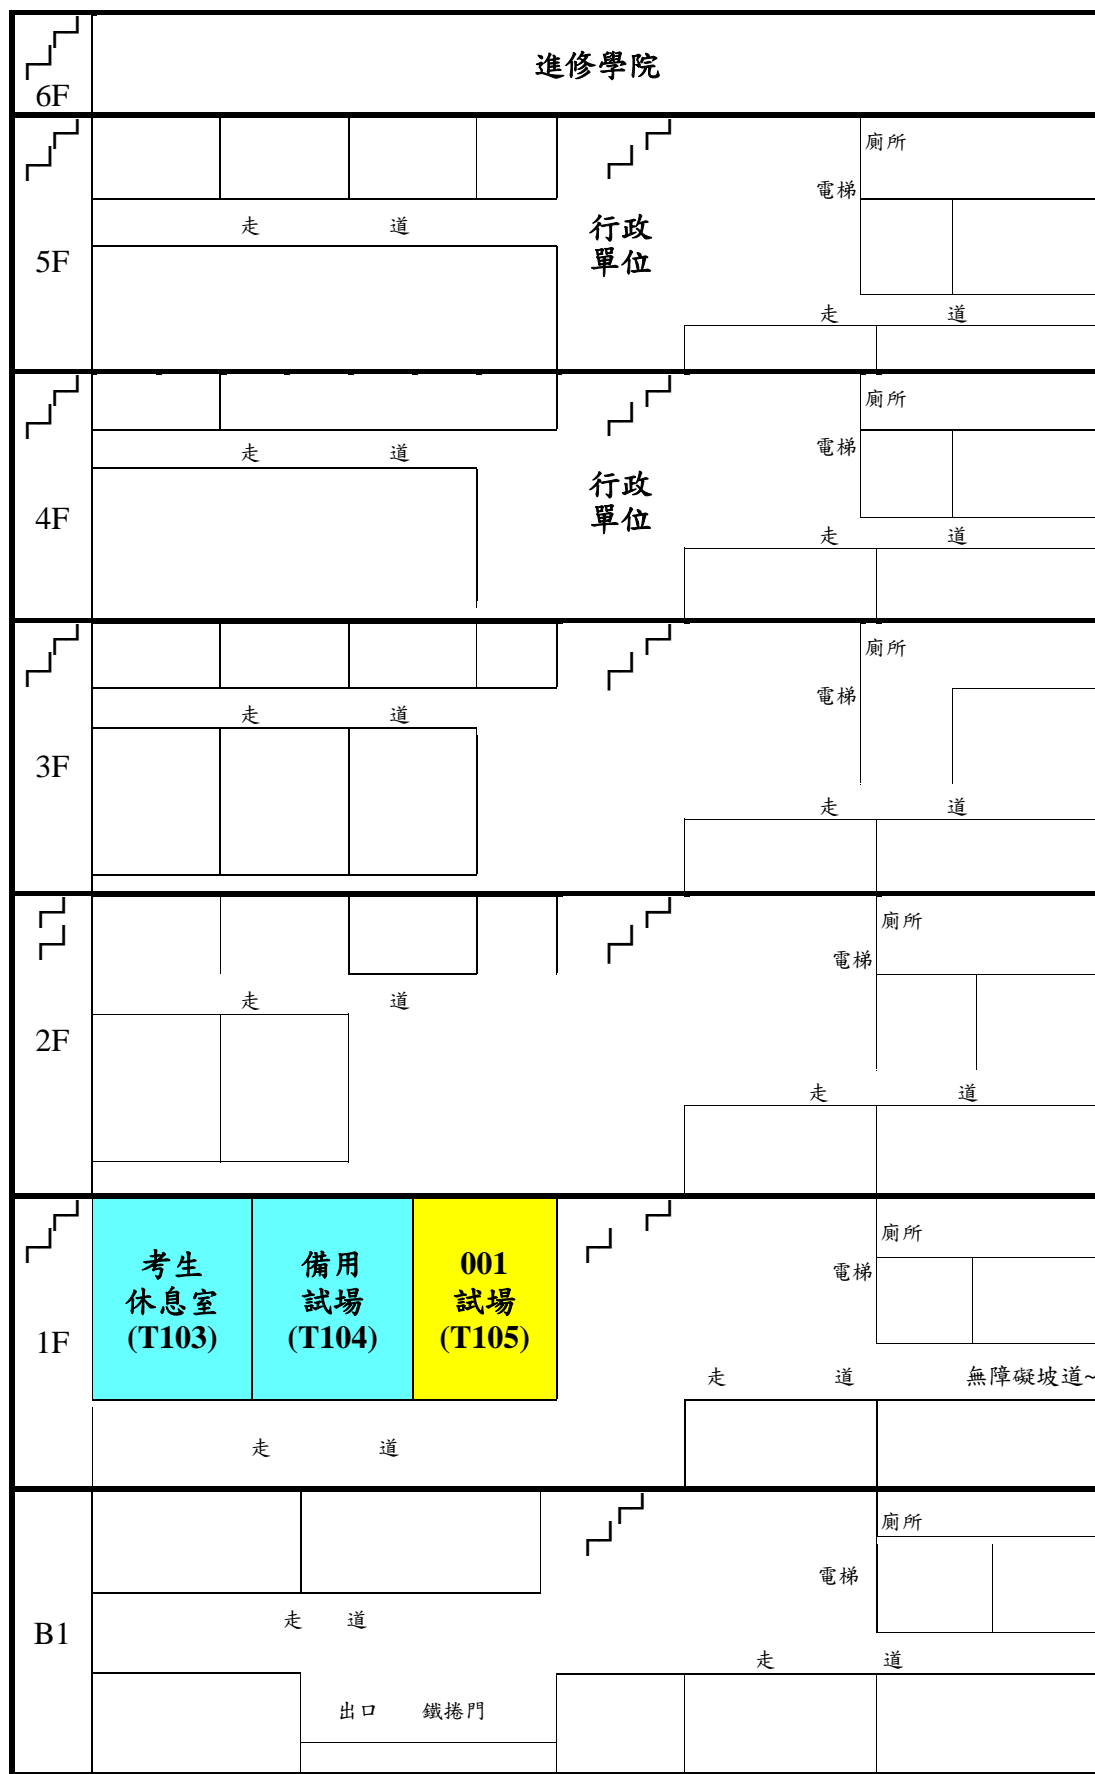 6F
進修學院
5F
廁所
電梯
走 道
行政
單位
走 道
4F
廁所
電梯
走 道
行政
單位
走 道
3F
廁所
電梯
走 道
走 道
2F
廁所
電梯
走 道
走 道
1F
考生
休息室
(T103)
備用
試場
(T104)
001
試場
(T105)
廁所
電梯
走 道
無障礙坡道~
走 道
B1
廁所
電梯
走 道
走 道
出口 鐵捲門